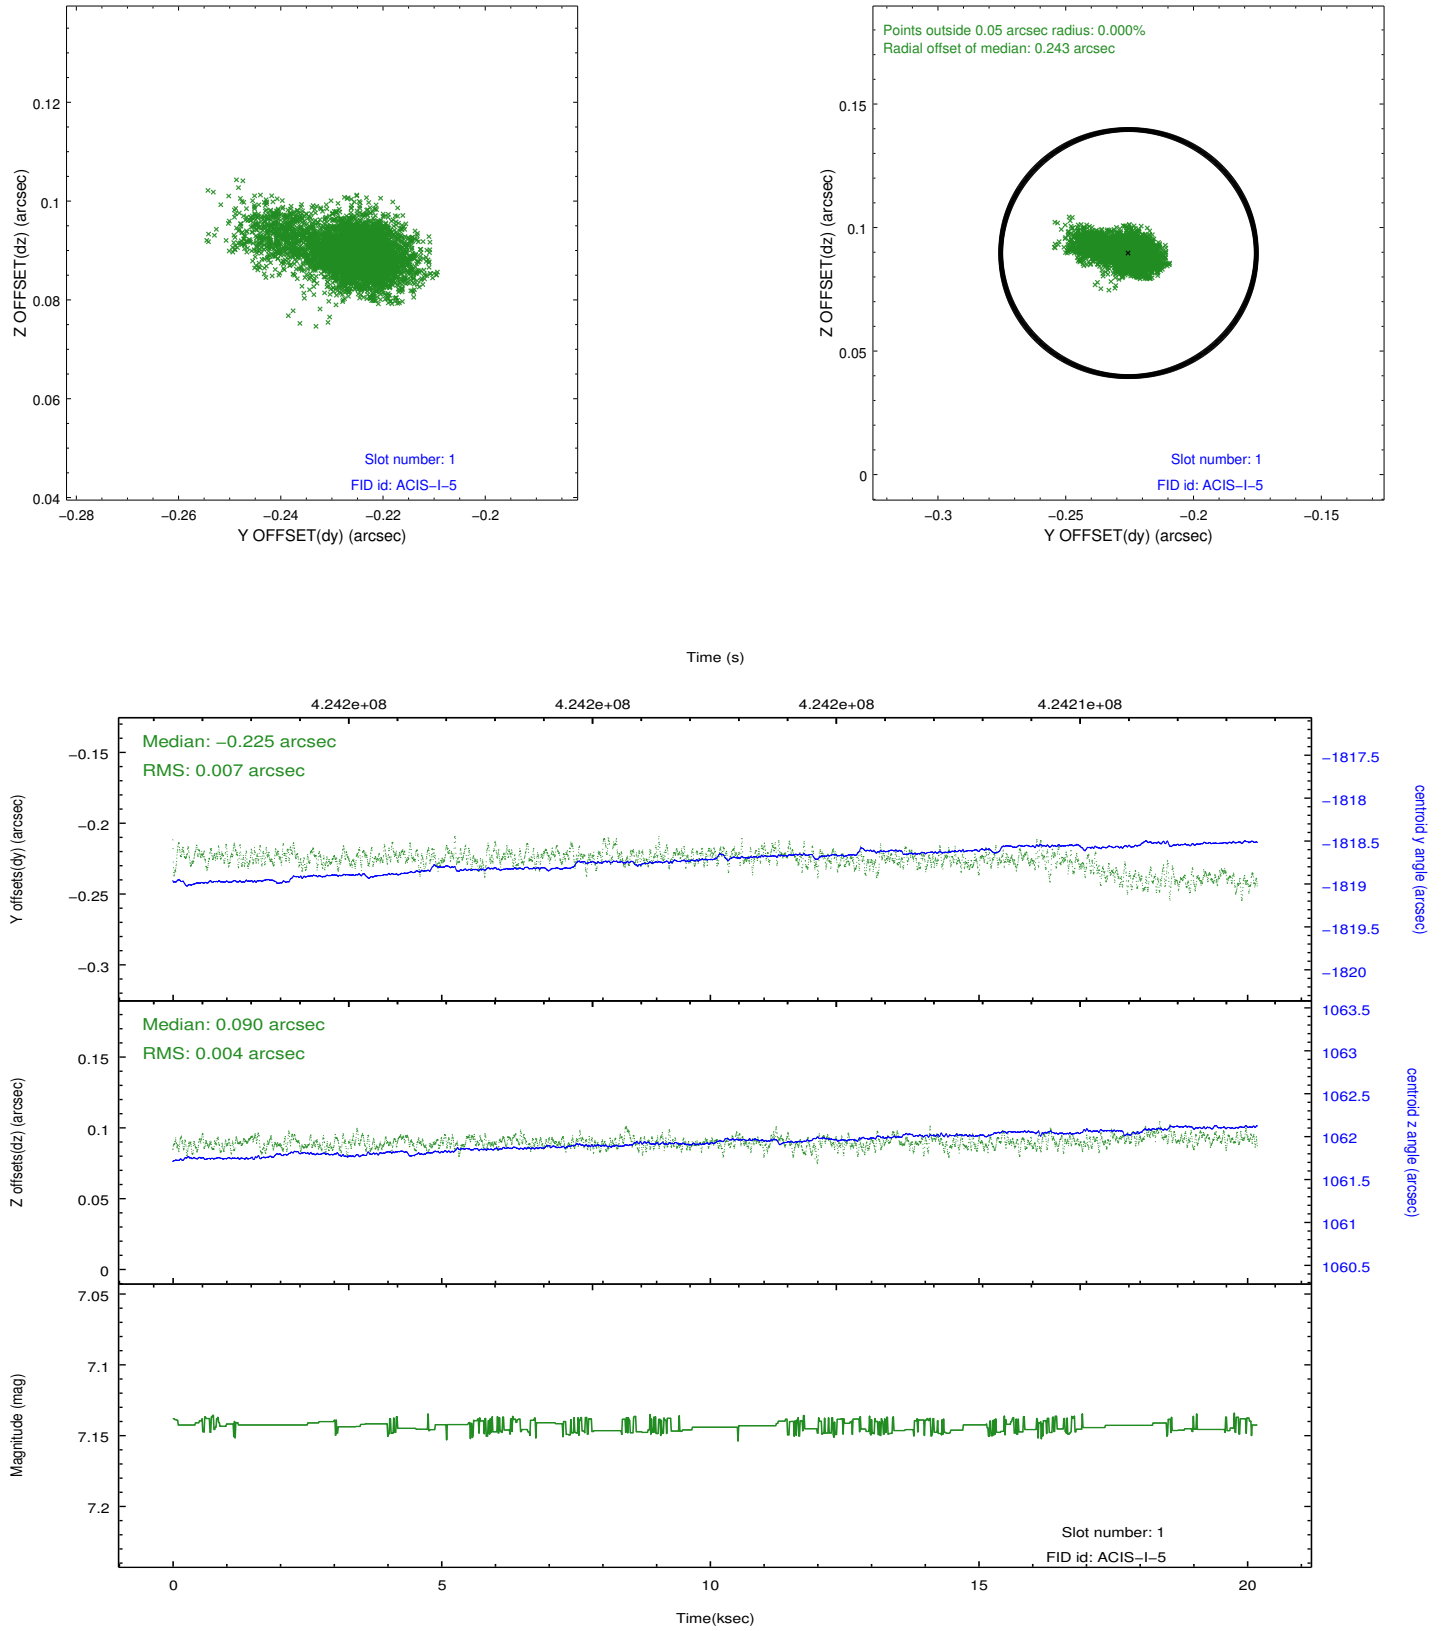 0.12
0.1
0.08
0.06
0.04
Z OFFSET(dz) (arcsec)
Slot number: 1
FID id: ACIS−I−5
−0.28
−0.26
−0.24
−0.22
−0.2
Y OFFSET(dy) (arcsec)
Points outside 0.05 arcsec radius: 0.000%
Radial offset of median: 0.243 arcsec
0.15
0.1
0.05
0
Z OFFSET(dz) (arcsec)
Slot number: 1
FID id: ACIS−I−5
−0.3
−0.25
−0.2
−0.15
Y OFFSET(dy) (arcsec)
Time (s)
4.242e+08
4.242e+08
4.242e+08
4.2421e+08
Median: −0.225 arcsec
RMS: 0.007 arcsec
−0.15
−0.2
−0.25
−0.3
Y offsets(dy) (arcsec)
−1817.5
−1818
−1818.5
−1819
−1819.5
−1820
centroid y angle (arcsec)
Median: 0.090 arcsec
RMS: 0.004 arcsec
0.15
0.1
0.05
0
Z offsets(dz) (arcsec)
1063.5
1063
1062.5
1062
1061.5
1061
1060.5
centroid z angle (arcsec)
7.05
7.1
7.15
7.2
Magnitude (mag)
Slot number: 1
FID id: ACIS−I−5
0
5
10
15
20
Time(ksec)